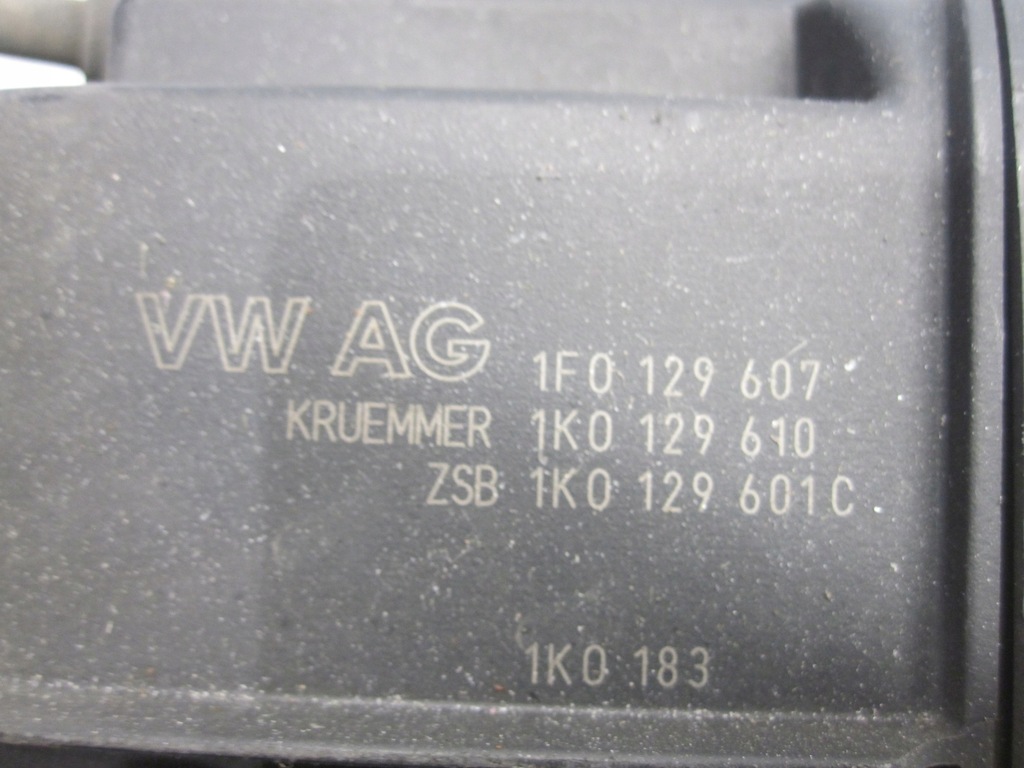 VW AG 1F0 129 607
KRUEMMER 1K0 129 610
ZSB 1K0 129 601C
1K0 183